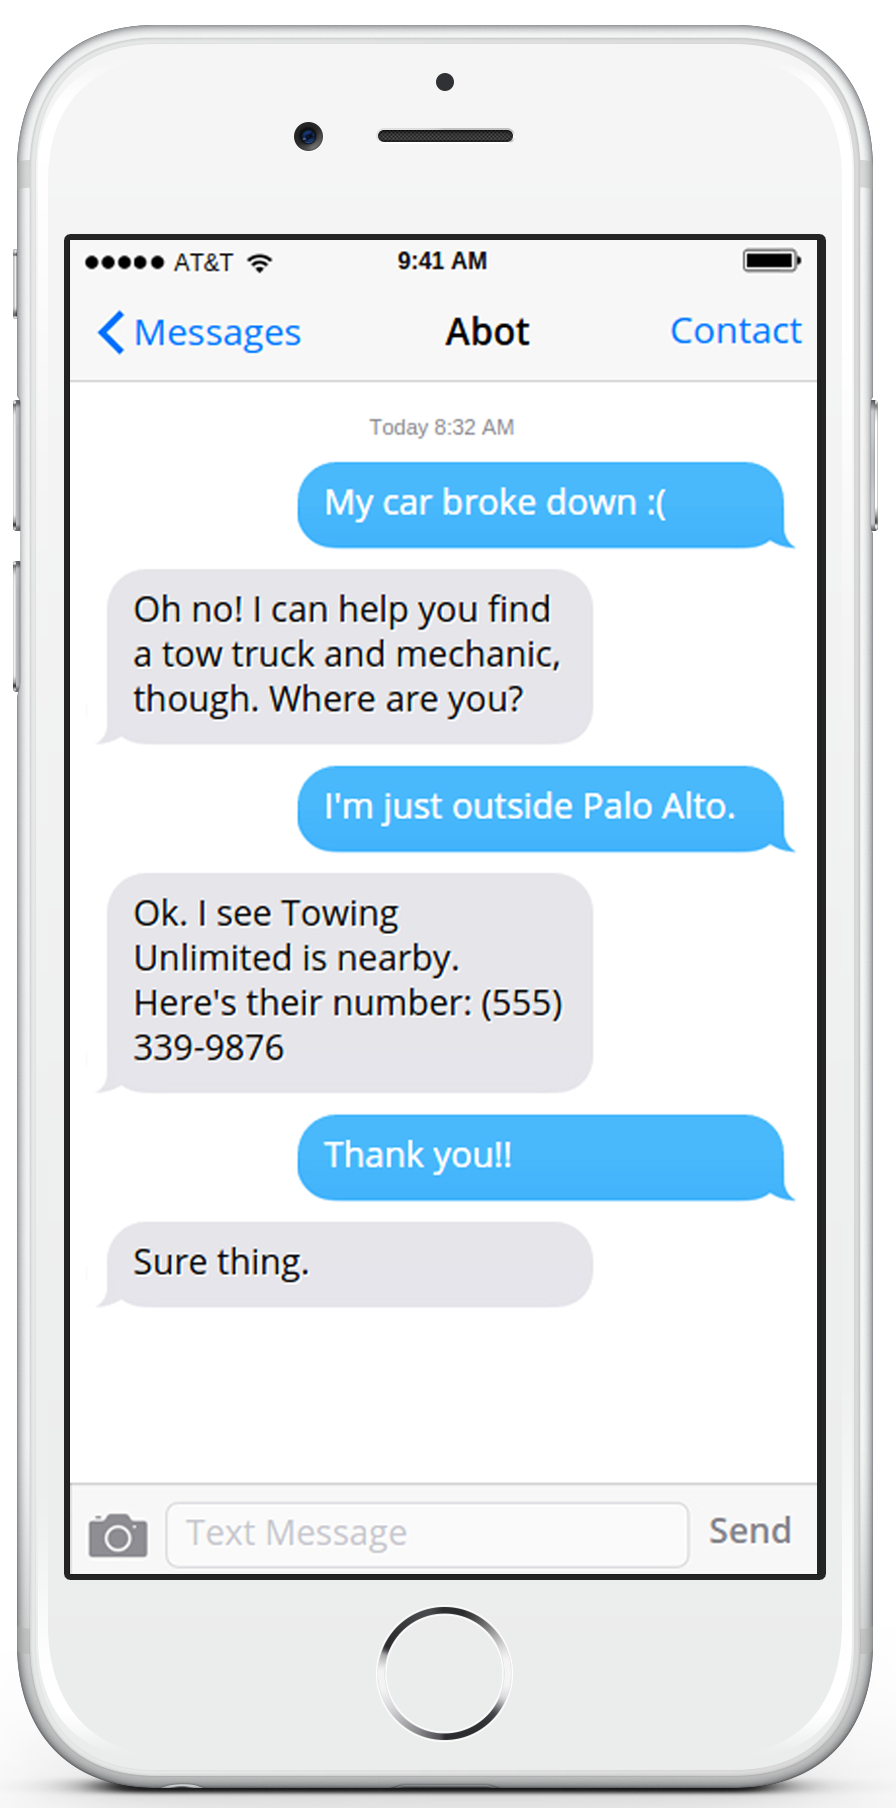 AT&T 9:41 AM
Messages Abot Contact
Today 8:32 AM
My car broke down :(
Oh no! I can help you find
a tow truck and mechanic,
though. Where are you?
I'm just outside Palo Alto.
Ok. I see Towing
Unlimited is nearby.
Here's their number: (555)
339-9876
Thank you!!
Sure thing.
Text Message Send